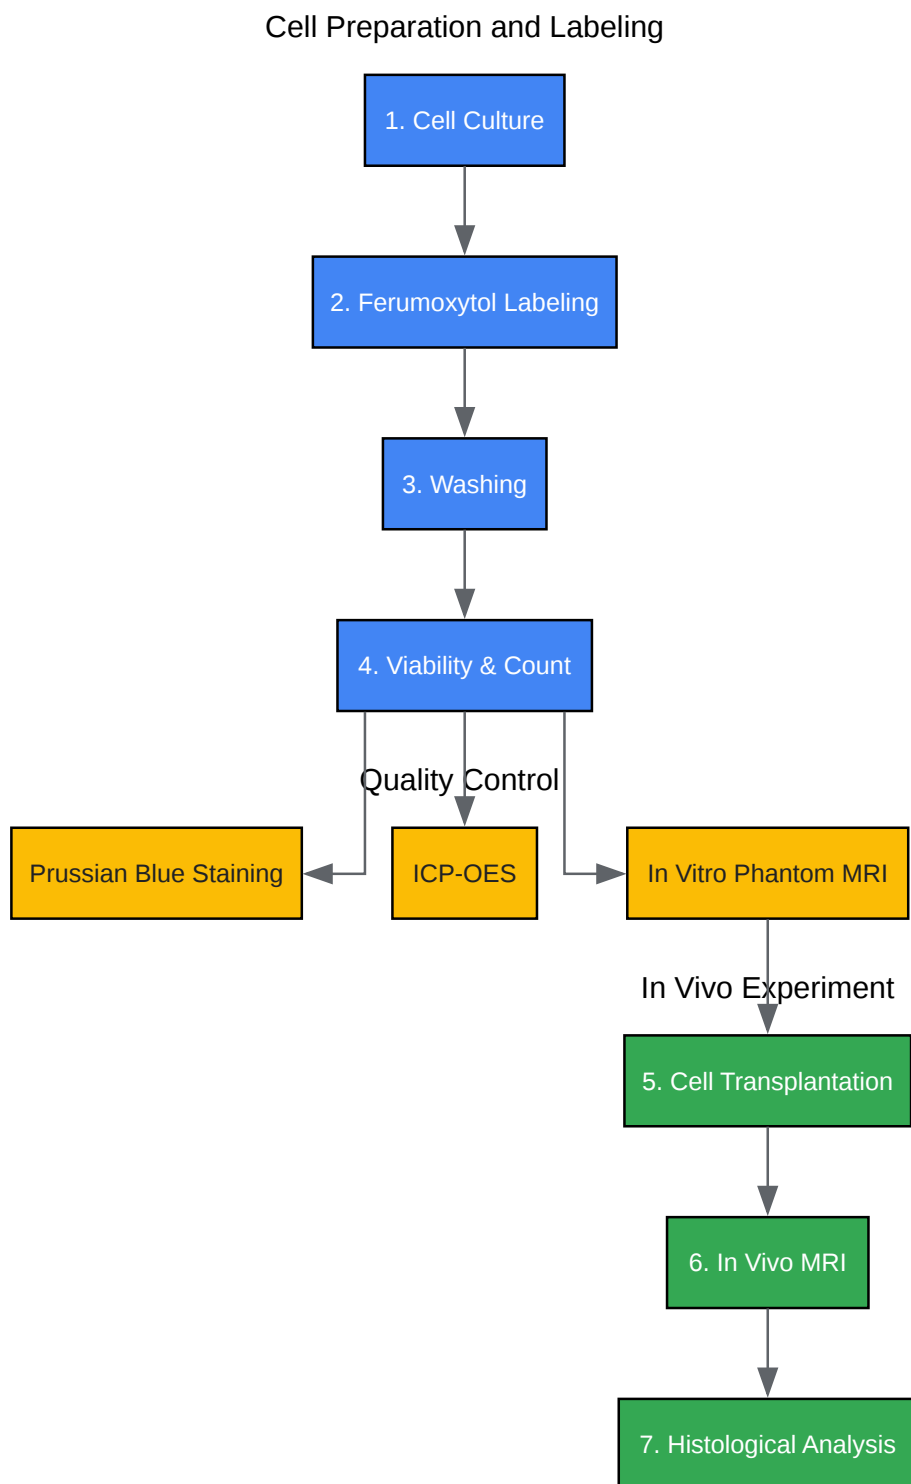 Cell Preparation and Labeling
1. Cell Culture
2. Ferumoxytol Labeling
3. Washing
4. Viability & Count
Quality Control
Prussian Blue Staining
ICP-OES
In Vitro Phantom MRI
In Vivo Experiment
5. Cell Transplantation
6. In Vivo MRI
7. Histological Analysis